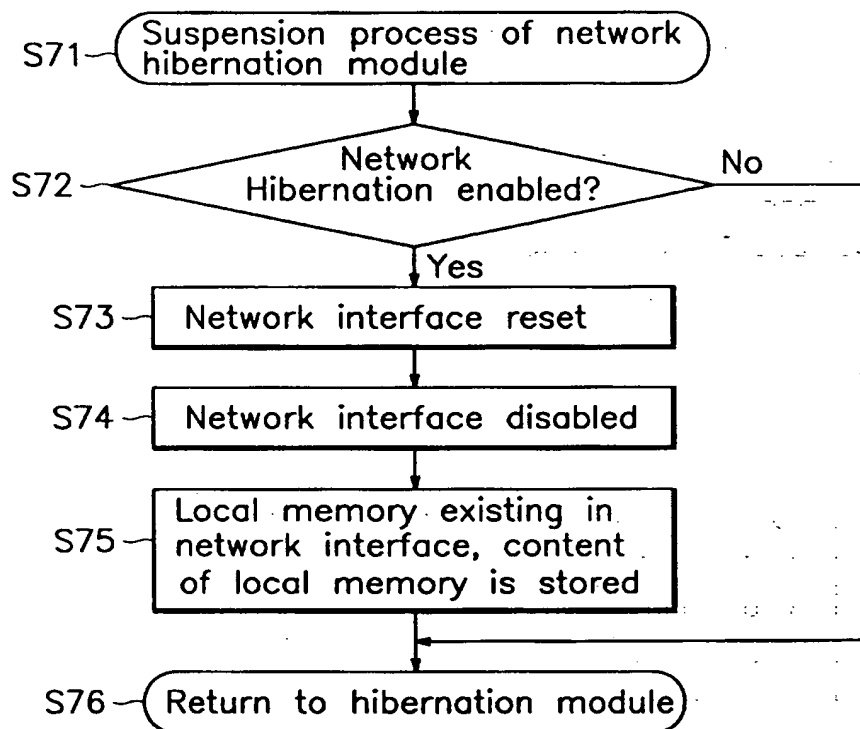 S71
Suspension process of network
hibernation module
S72
Network
Hibernation enabled?
No
Yes
S73
Network interface reset
S74
Network interface disabled
S75
Local memory existing in
network interface, content
of local memory is stored
S76
Return to hibernation module